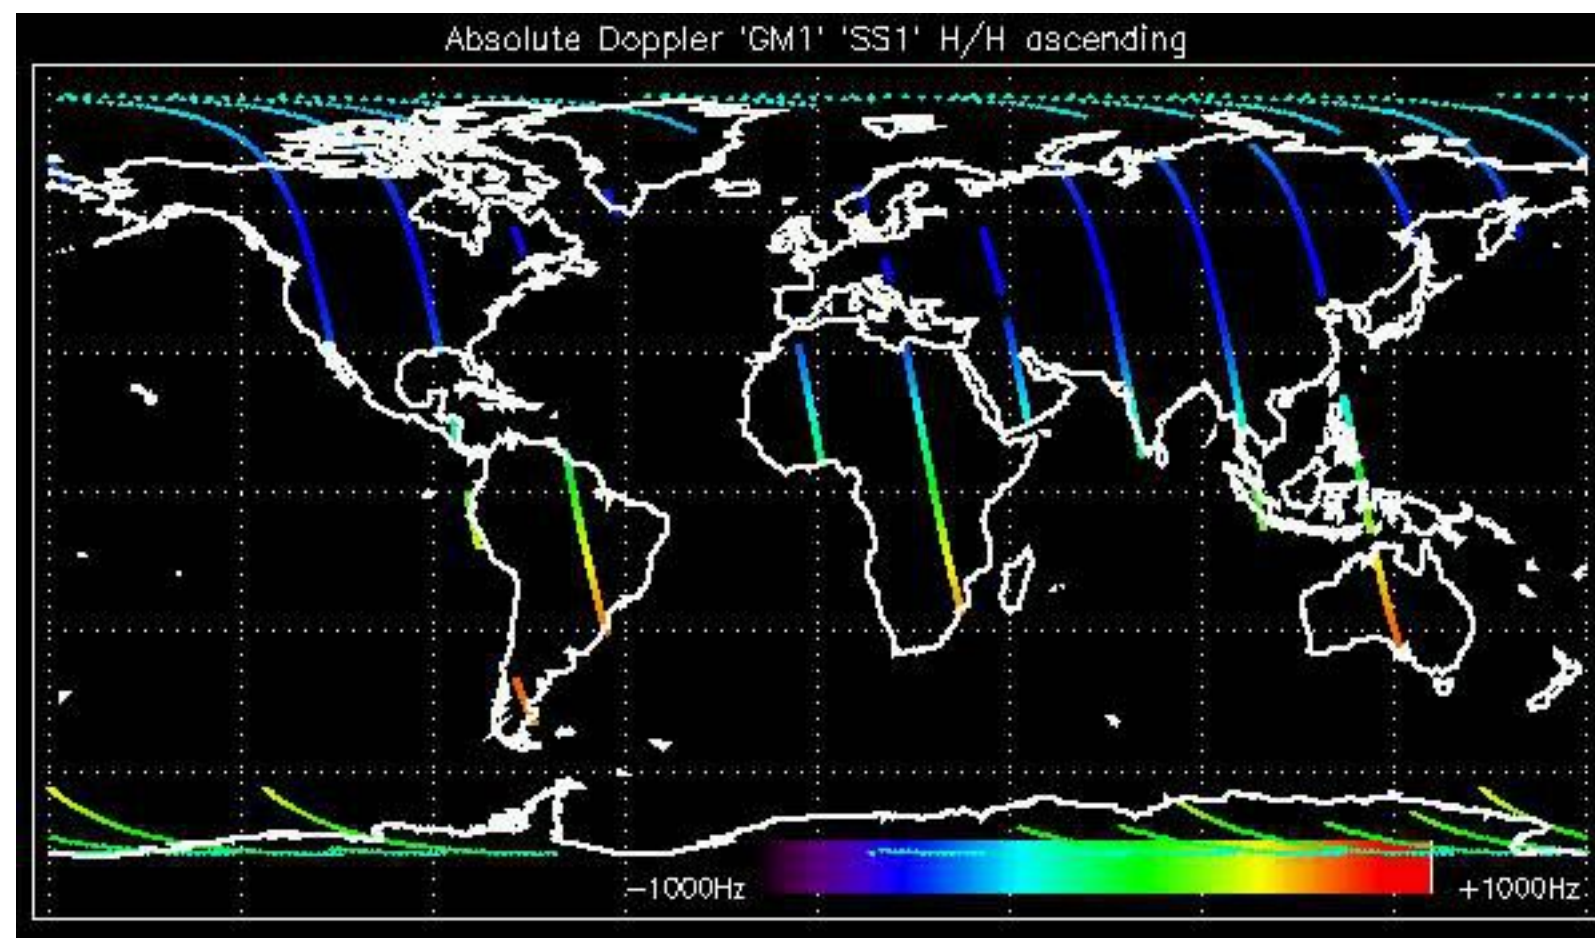 Absolute Doppler 'GM1' 'SS1' H/H ascending
−1000Hz
+1000Hz